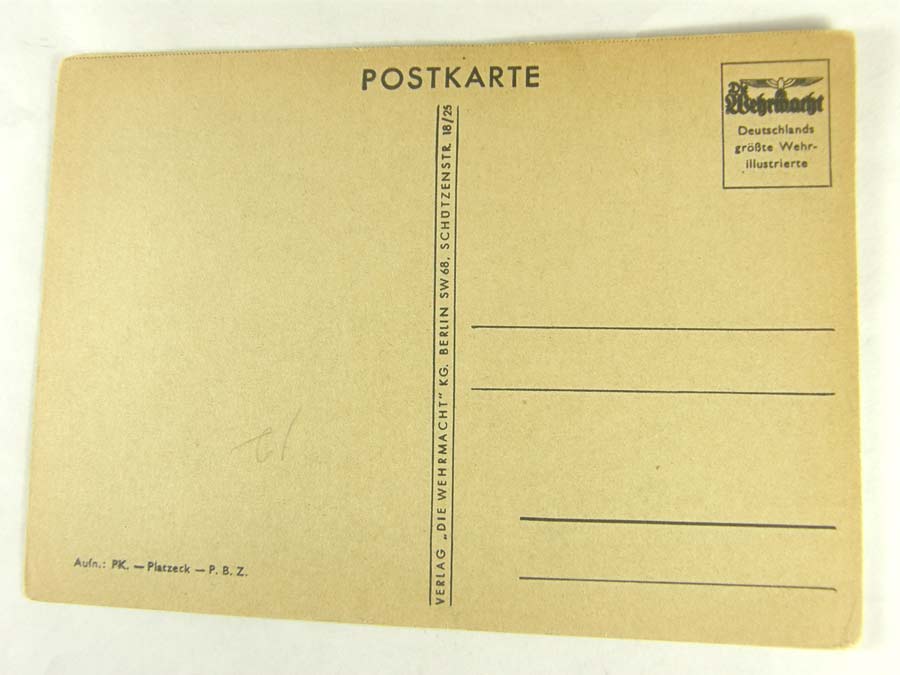 POSTKARTE
Die
Wehrmacht
Deutschlands
größte Wehr-
illustrierte
VERLAG „DIE WEHRMACHT" KG. BERLIN SW 68, SCHÜTZENSTR. 18/25
Aufn.: PK. — Platzeck — P. B. Z.